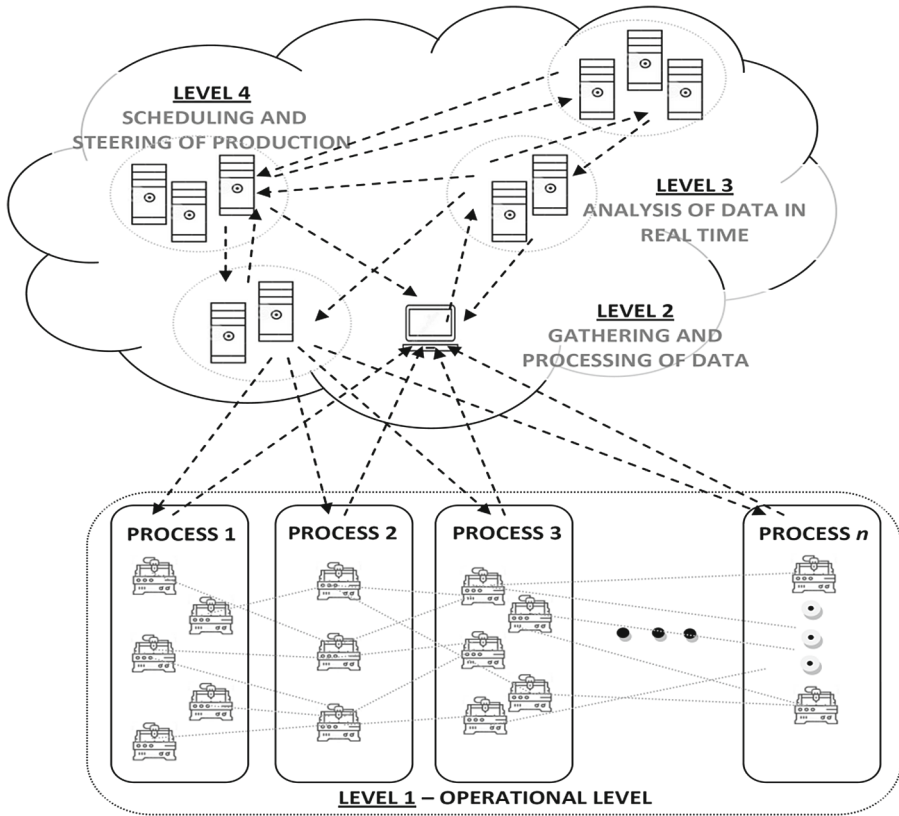 LEVEL 4
SCHEDULING AND
STEERING OF PRODUCTION
LEVEL 3
ANALYSIS OF DATA IN
REAL TIME
LEVEL 2
GATHERING AND
PROCESSING OF DATA
PROCESS 1
PROCESS 2
PROCESS 3
PROCESS n
LEVEL 1 – OPERATIONAL LEVEL